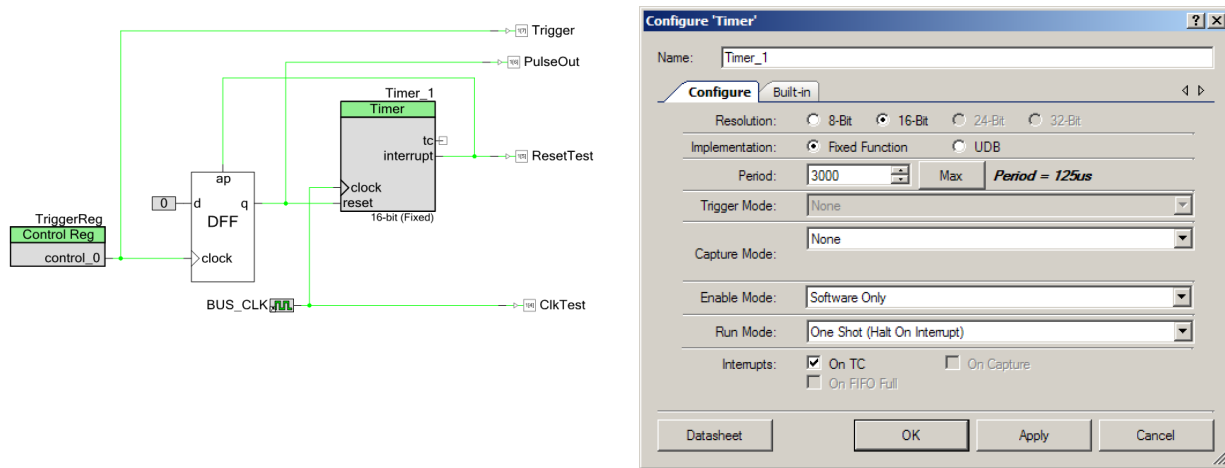 Trigger
PulseOut
Timer_1
Timer
tc
interrupt
ResetTest
clock
reset
16-bit (Fixed)
ap
0
d
q
DFF
clock
TriggerReg
Control Reg
control_0
BUS_CLK
ClkTest
Configure 'Timer'
Name: Timer_1
Configure Built-in
Resolution: 8-Bit 16-Bit 24-Bit 32-Bit
Implementation: Fixed Function UDB
Period: 3000 Max Period = 125us
Trigger Mode: None
Capture Mode: None
Enable Mode: Software Only
Run Mode: One Shot (Halt On Interrupt)
Interrupts: On TC On Capture
On FIFO Full
Datasheet OK Apply Cancel